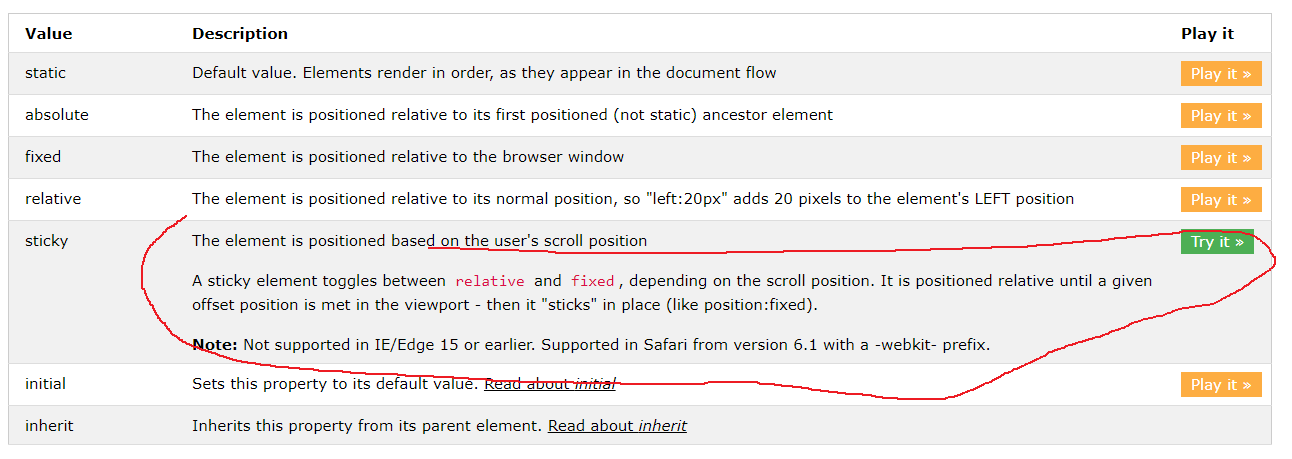 Value Description Play it
static Default value. Elements render in order, as they appear in the document flow Play it »
absolute The element is positioned relative to its first positioned (not static) ancestor element Play it »
fixed The element is positioned relative to the browser window Play it »
relative The element is positioned relative to its normal position, so "left:20px" adds 20 pixels to the element's LEFT position Play it »
sticky The element is positioned based on the user's scroll position Try it »
A sticky element toggles between relative and fixed, depending on the scroll position. It is positioned relative until a given
offset position is met in the viewport - then it "sticks" in place (like position:fixed).
Note: Not supported in IE/Edge 15 or earlier. Supported in Safari from version 6.1 with a -webkit- prefix.
initial Sets this property to its default value. Read about initial Play it »
inherit Inherits this property from its parent element. Read about inherit